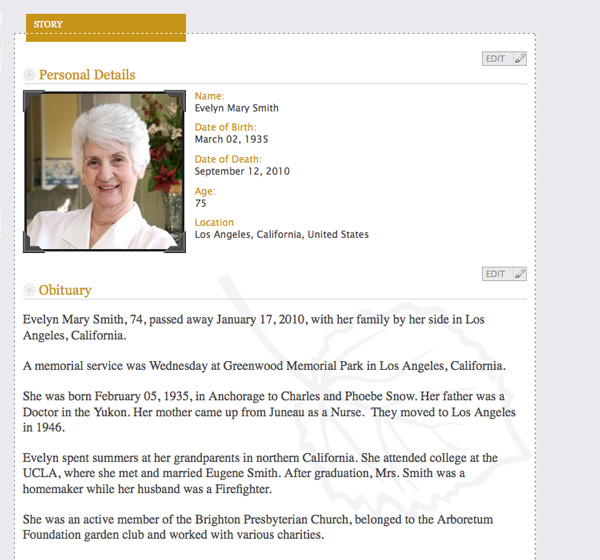 STORY
EDIT
Personal Details
Name:
Evelyn Mary Smith
Date of Birth:
March 02, 1935
Date of Death:
September 12, 2010
Age:
75
Location
Los Angeles, California, United States
EDIT
Obituary
Evelyn Mary Smith, 74, passed away January 17, 2010, with her family by her side in Los
Angeles, California.
A memorial service was Wednesday at Greenwood Memorial Park in Los Angeles, California.
She was born February 05, 1935, in Anchorage to Charles and Phoebe Snow. Her father was a
Doctor in the Yukon. Her mother came up from Juneau as a Nurse.  They moved to Los Angeles
in 1946.
Evelyn spent summers at her grandparents in northern California. She attended college at the
UCLA, where she met and married Eugene Smith. After graduation, Mrs. Smith was a
homemaker while her husband was a Firefighter.
She was an active member of the Brighton Presbyterian Church, belonged to the Arboretum
Foundation garden club and worked with various charities.